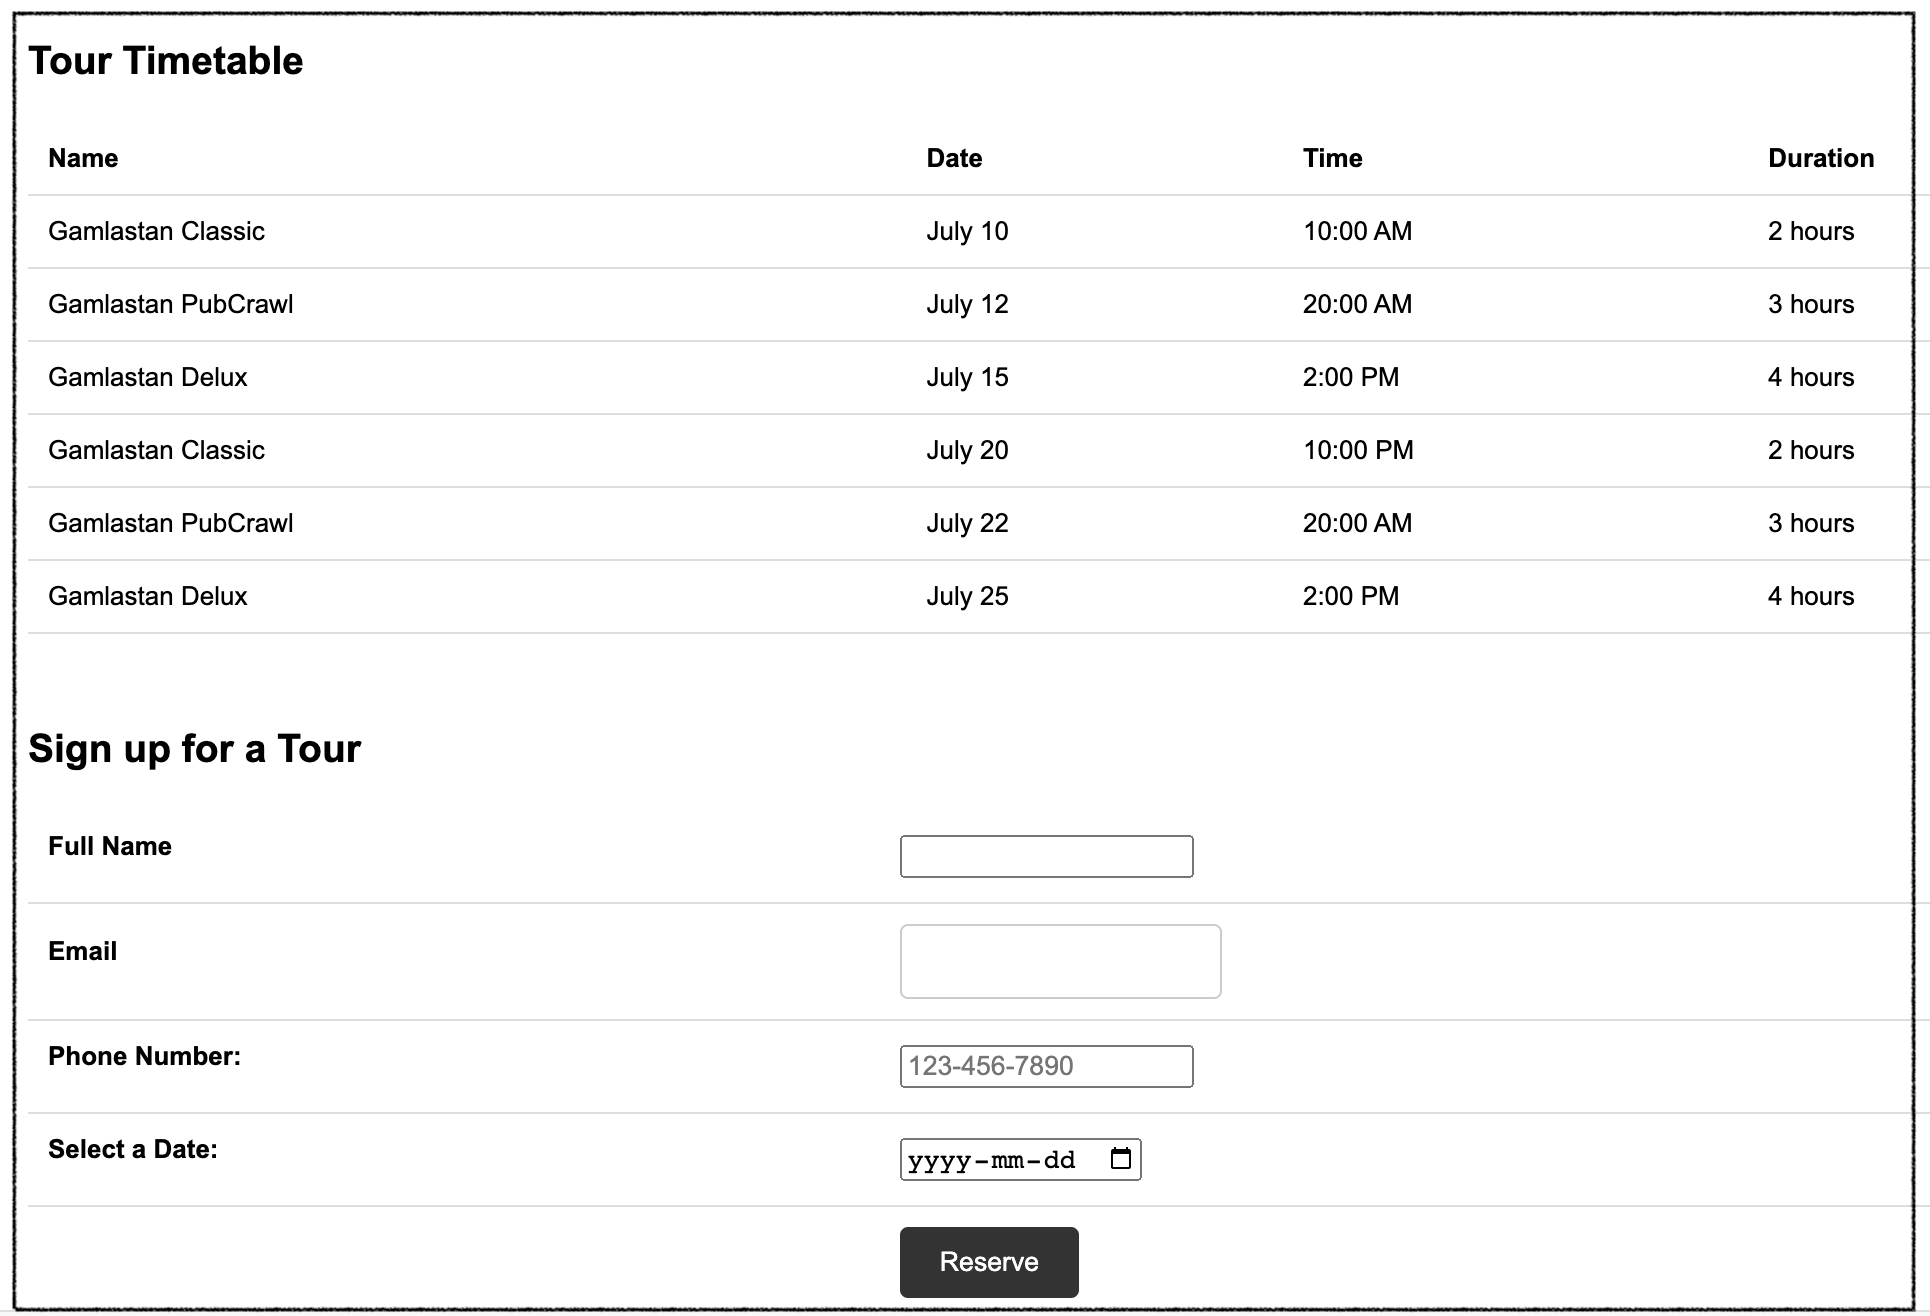 Tour Timetable
Name Date Time Duration
Gamlastan Classic July 10 10:00 AM 2 hours
Gamlastan PubCrawl July 12 20:00 AM 3 hours
Gamlastan Delux July 15 2:00 PM 4 hours
Gamlastan Classic July 20 10:00 PM 2 hours
Gamlastan PubCrawl July 22 20:00 AM 3 hours
Gamlastan Delux July 25 2:00 PM 4 hours
Sign up for a Tour
Full Name
Email
Phone Number: 123-456-7890
Select a Date: yyyy-mm-dd
Reserve